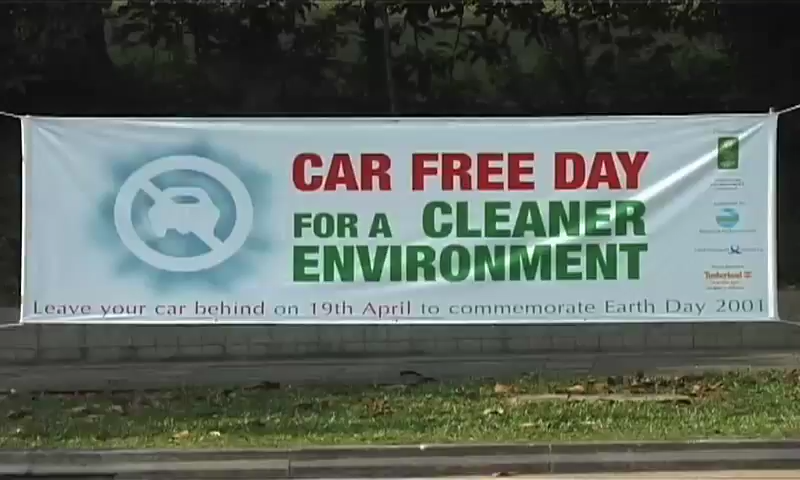 CAR FREE DAY
FOR A CLEANER
ENVIRONMENT
Leave your car behind on 19th April to commemorate Earth Day 2001
Timberland